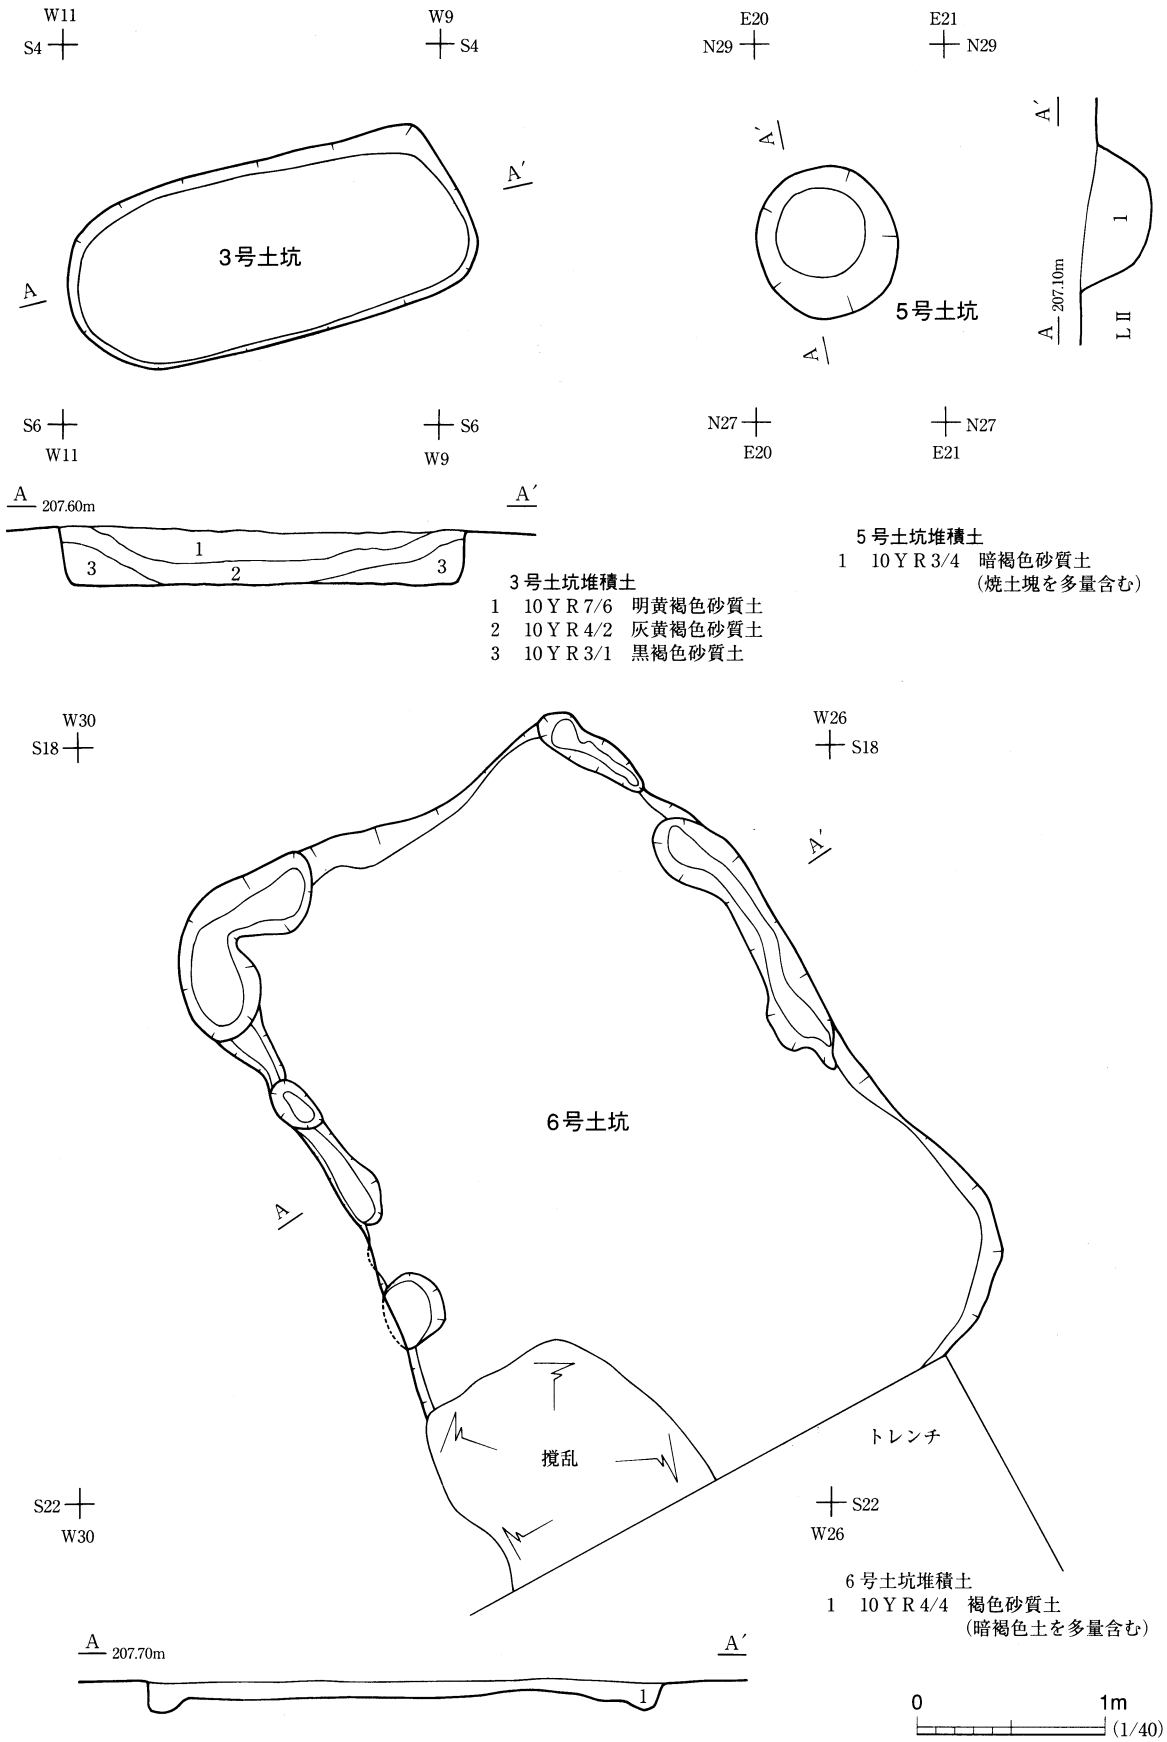 W11
S4
W9
S4
A
A′
3号土坑
S6
W11
S6
W9
E20
N29
E21
N29
A′
A
5号土坑
N27
E20
N27
E21
A′
1
A 207.10m
LⅡ
A 207.60m
A′
1
2
3
3
3号土坑堆積土
1 10YR7/6 明黄褐色砂質土
2 10YR4/2 灰黄褐色砂質土
3 10YR3/1 黒褐色砂質土
5号土坑堆積土
1 10YR3/4 暗褐色砂質土
(焼土塊を多量含む)
W30
S18
W26
S18
A′
6号土坑
A
撹乱
トレンチ
S22
W30
S22
W26
6号土坑堆積土
1 10YR4/4 褐色砂質土
(暗褐色土を多量含む)
A 207.70m
A′
1
0 1m
(1/40)